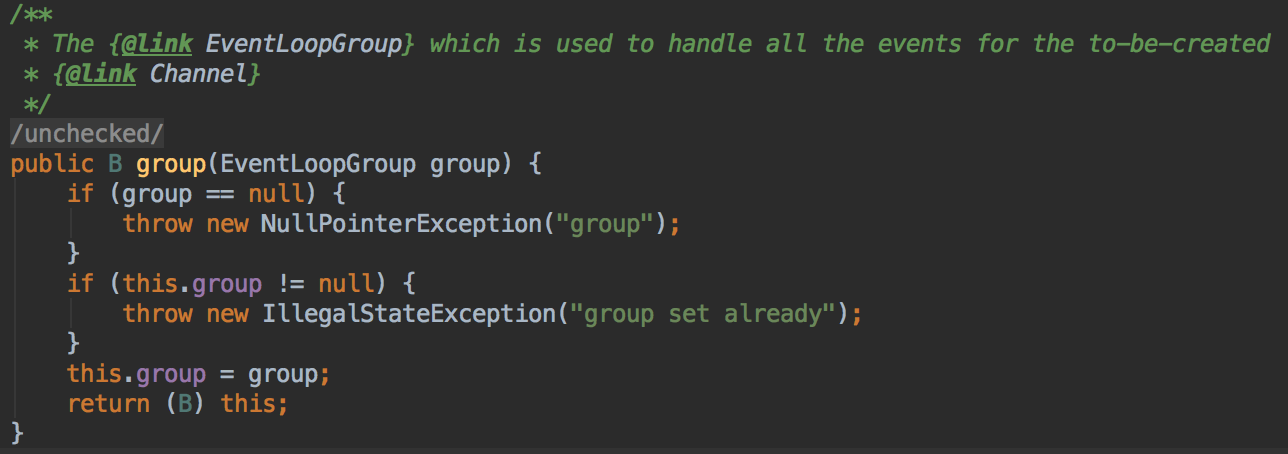 /**
 * The {@link EventLoopGroup} which is used to handle all the events for the to-be-created
 * {@link Channel}
 */
/unchecked/
public B group(EventLoopGroup group) {
    if (group == null) {
        throw new NullPointerException("group");
    }
    if (this.group != null) {
        throw new IllegalStateException("group set already");
    }
    this.group = group;
    return (B) this;
}